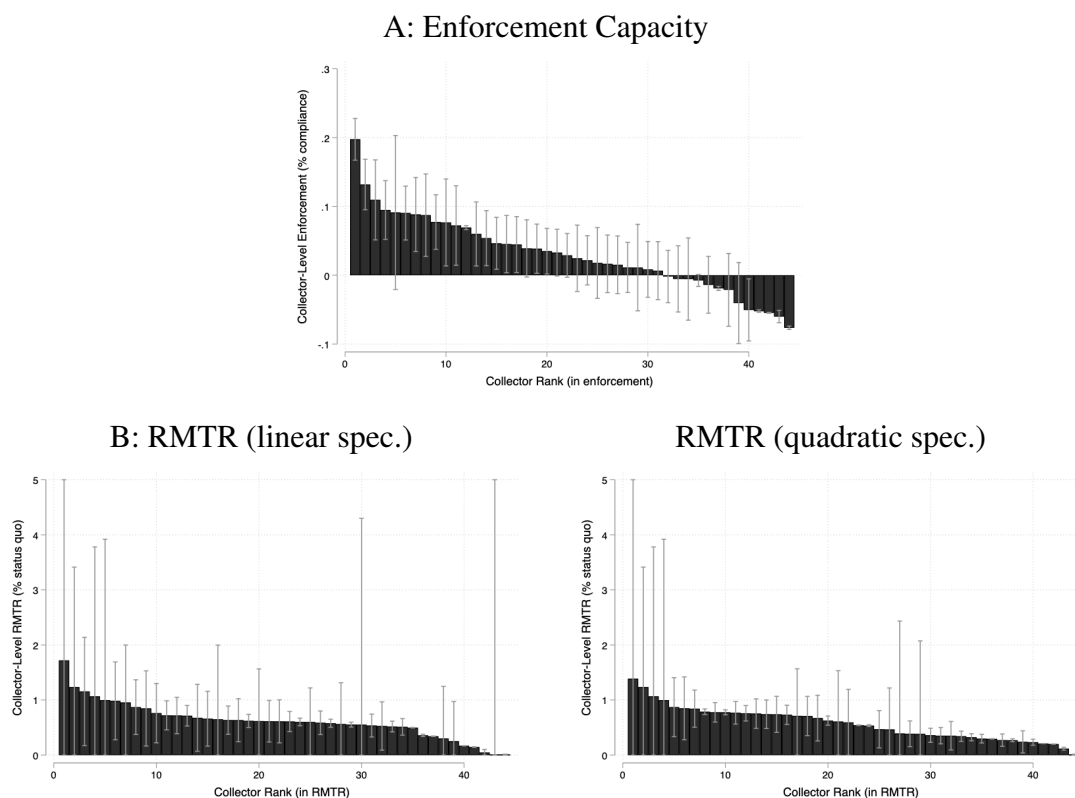 A: Enforcement Capacity
Collector-Level Enforcement (% compliance)
.3
.2
.1
0
-.1
0 10 20 30 40
Collector Rank (in enforcement)
B: RMTR (linear spec.)
Collector-Level RMTR (% status quo)
5
4
3
2
1
0
0 10 20 30 40
Collector Rank (in RMTR)
RMTR (quadratic spec.)
Collector-Level RMTR (% status quo)
5
4
3
2
1
0
0 10 20 30 40
Collector Rank (in RMTR)